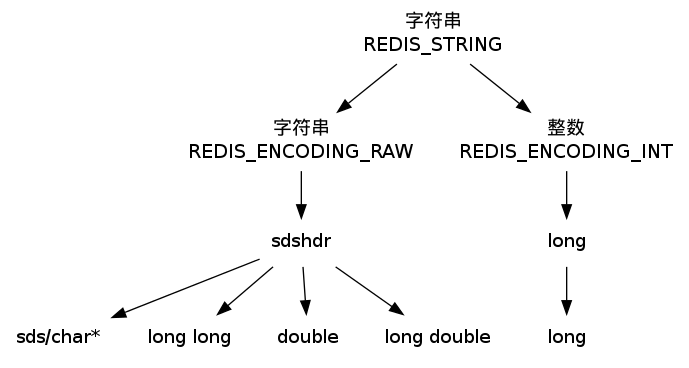 字符串
REDIS_STRING
字符串
REDIS_ENCODING_RAW
整数
REDIS_ENCODING_INT
sdshdr
long
sds/char*
long long
double
long double
long